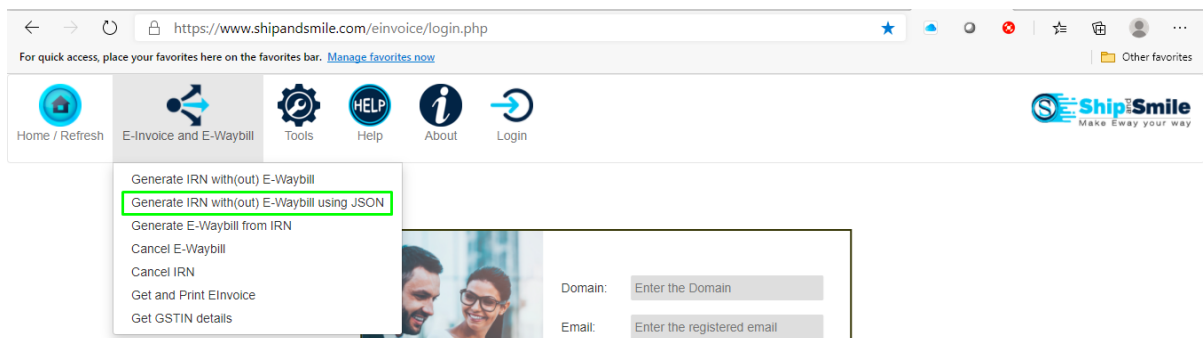 https://www.shipandsmile.com/einvoice/login.php
For quick access, place your favorites here on the favorites bar. Manage favorites now
Other favorites
HELP
Home / Refresh E-Invoice and E-Waybill Tools Help About Login
S Ship and Smile
Make Eway your way
Generate IRN with(out) E-Waybill
Generate IRN with(out) E-Waybill using JSON
Generate E-Waybill from IRN
Cancel E-Waybill
Cancel IRN
Get and Print EInvoice
Get GSTIN details
Domain: Enter the Domain
Email: Enter the registered email